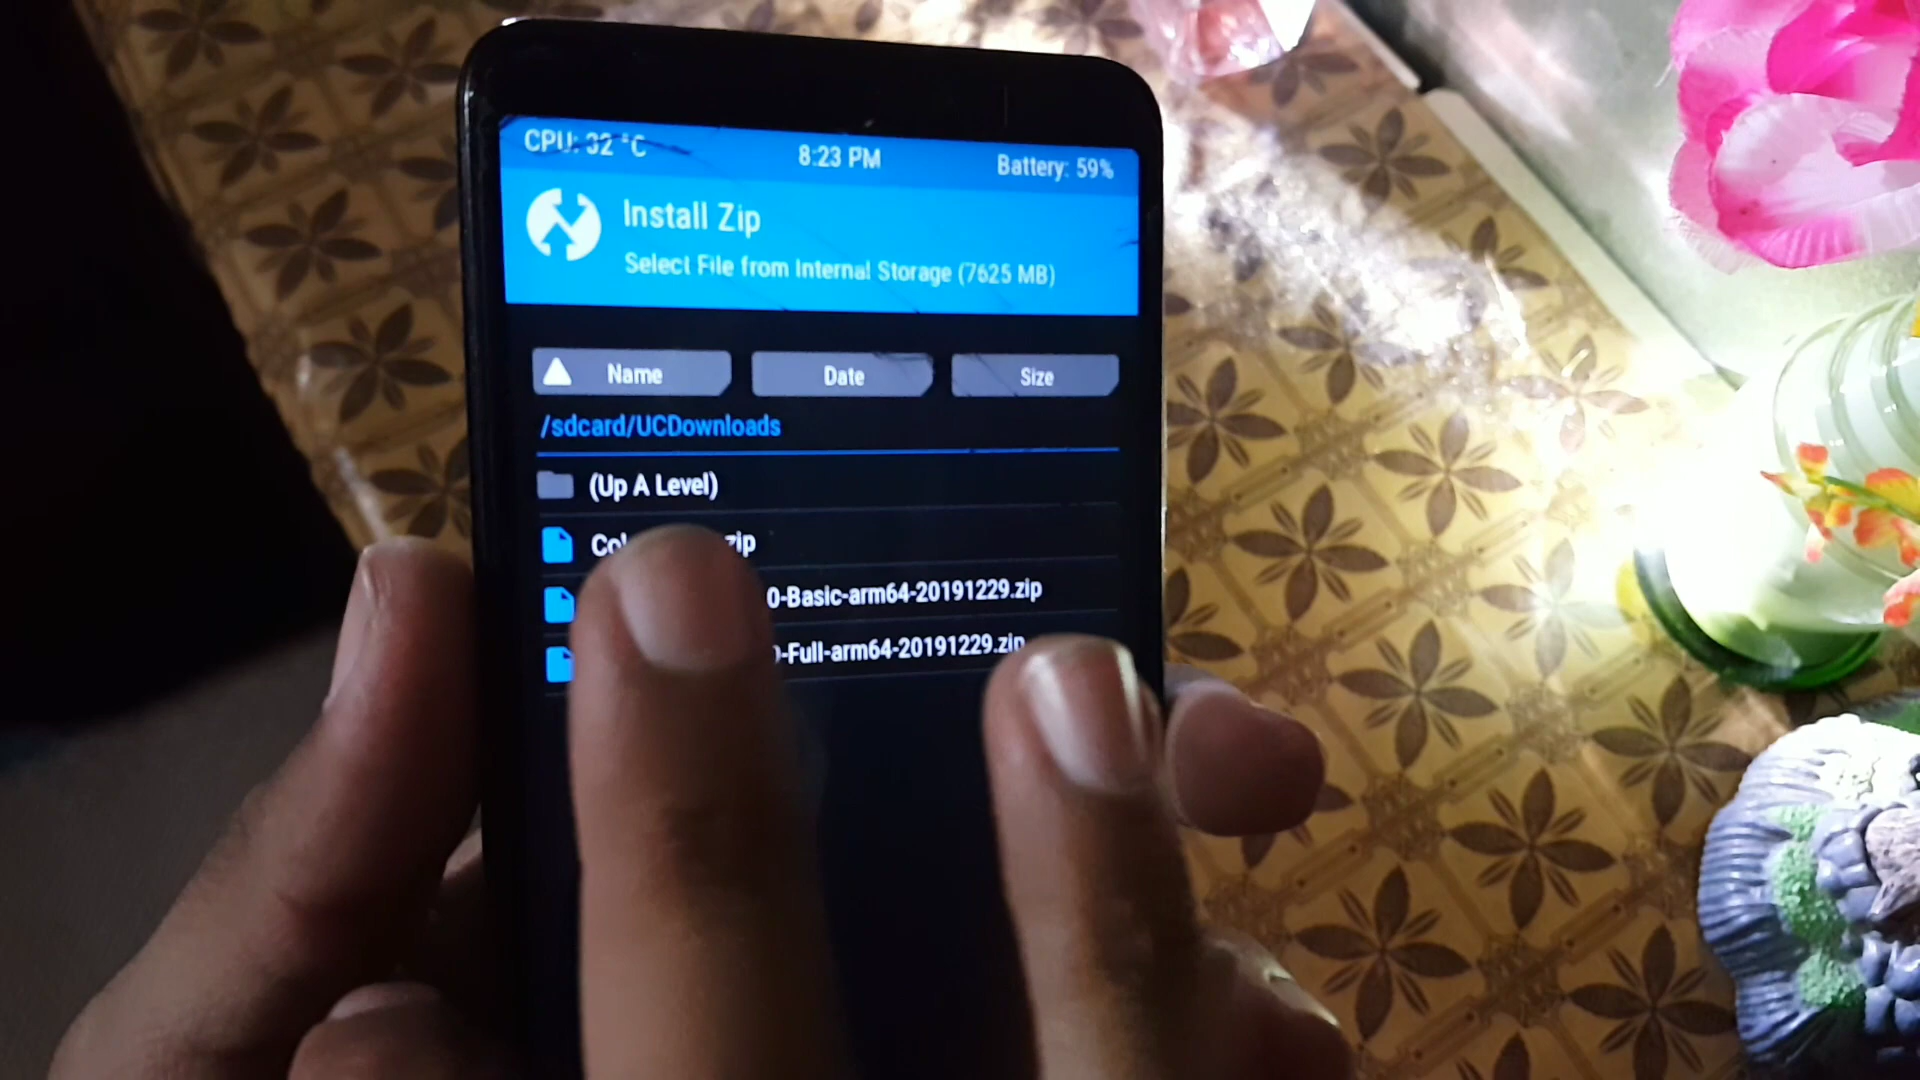 CPU: 32 °C
8:23 PM
Battery: 59%
Install Zip
Select File from Internal Storage (7625 MB)
Name
Date
Size
/sdcard/UCDownloads
(Up A Level)
zip
0-Basic-arm64-20191229.zip
-Full-arm64-20191229.zip